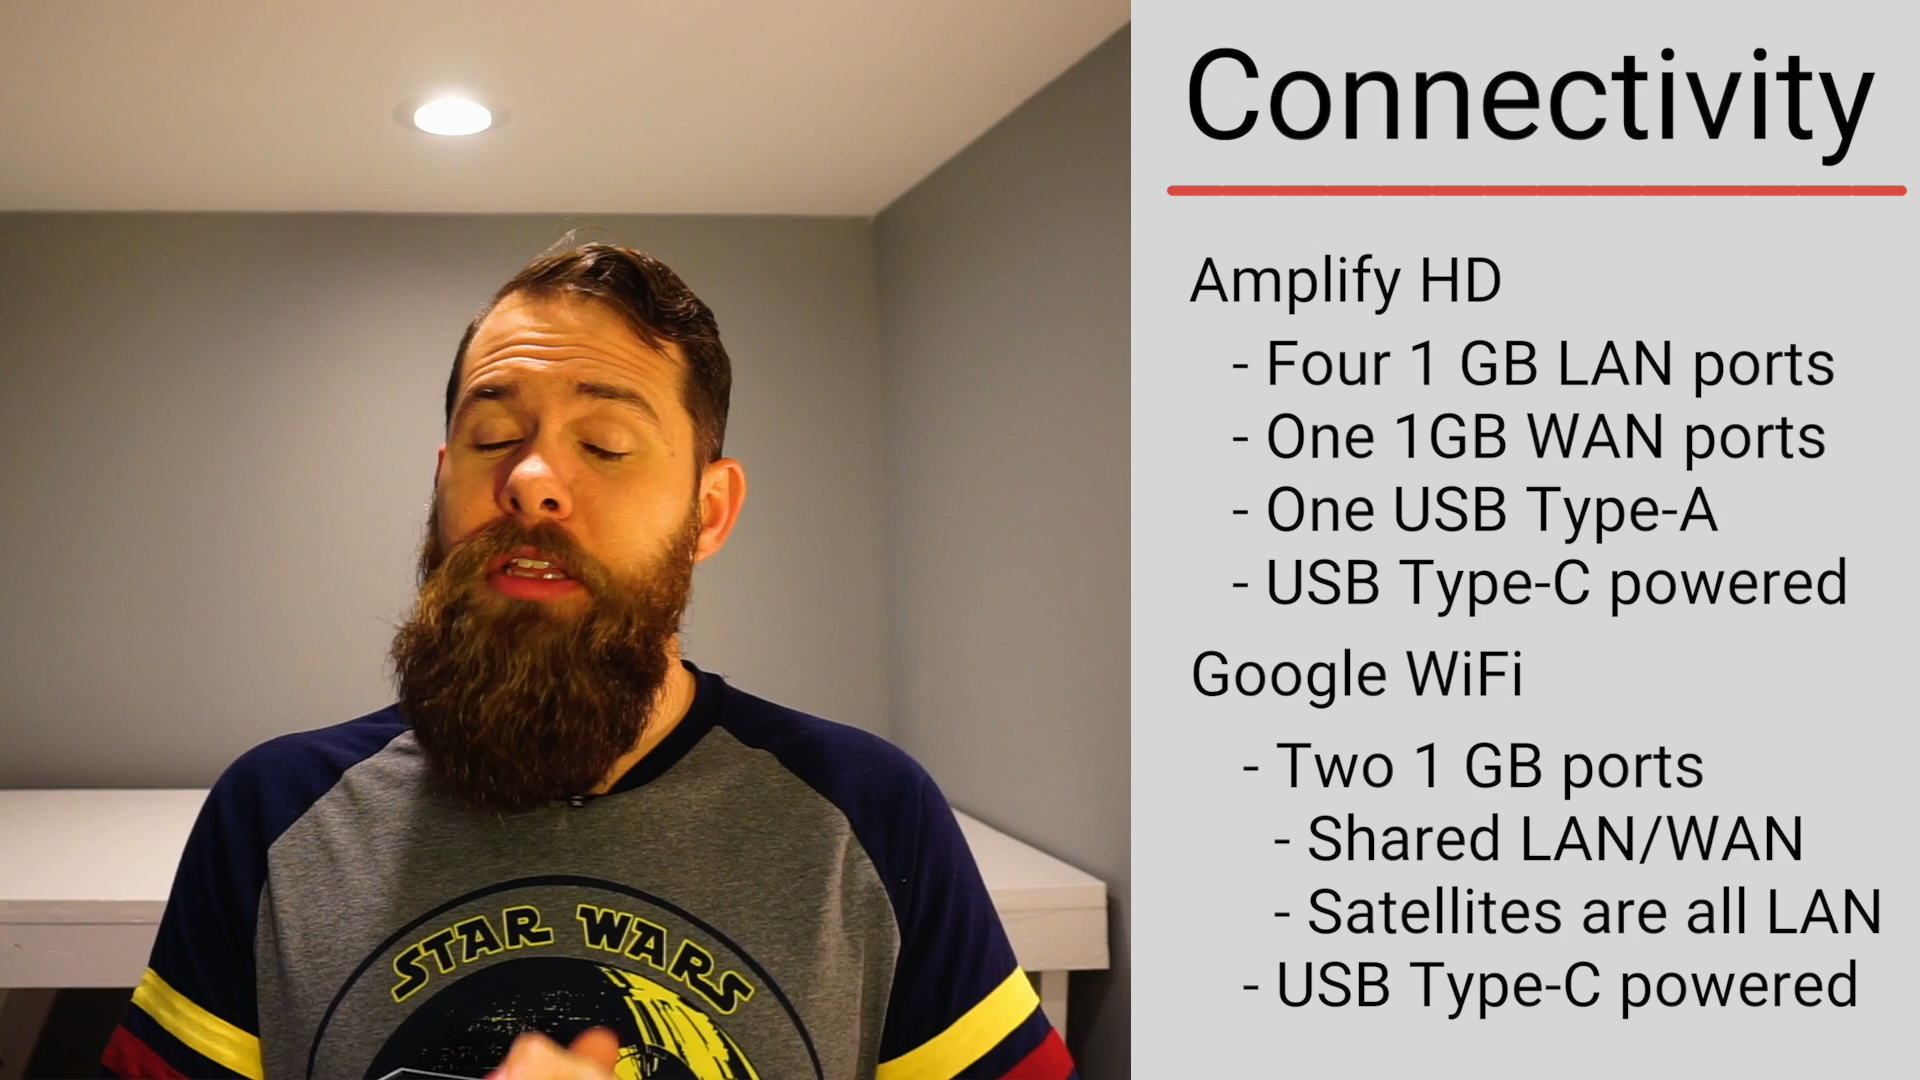 Connectivity
Amplify HD
- Four 1 GB LAN ports
- One 1GB WAN ports
- One USB Type-A
- USB Type-C powered
Google WiFi
- Two 1 GB ports
- Shared LAN/WAN
- Satellites are all LAN
- USB Type-C powered
STAR WARS